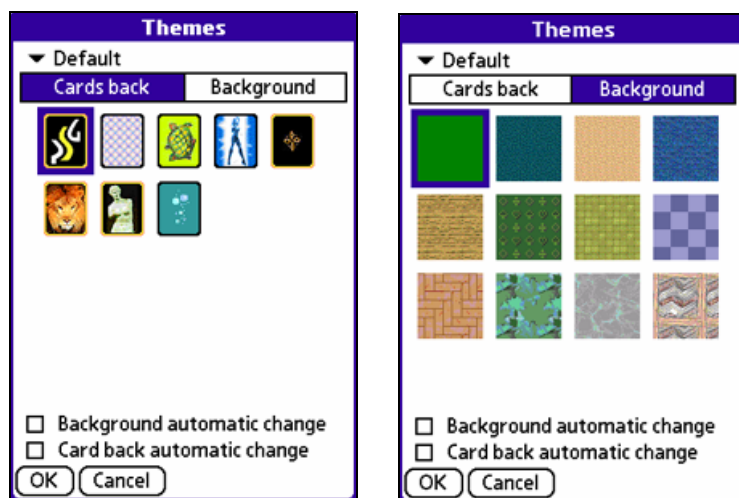 Themes
Default
Cards back Background
Background automatic change
Card back automatic change
OK Cancel
Themes
Default
Cards back Background
Background automatic change
Card back automatic change
OK Cancel